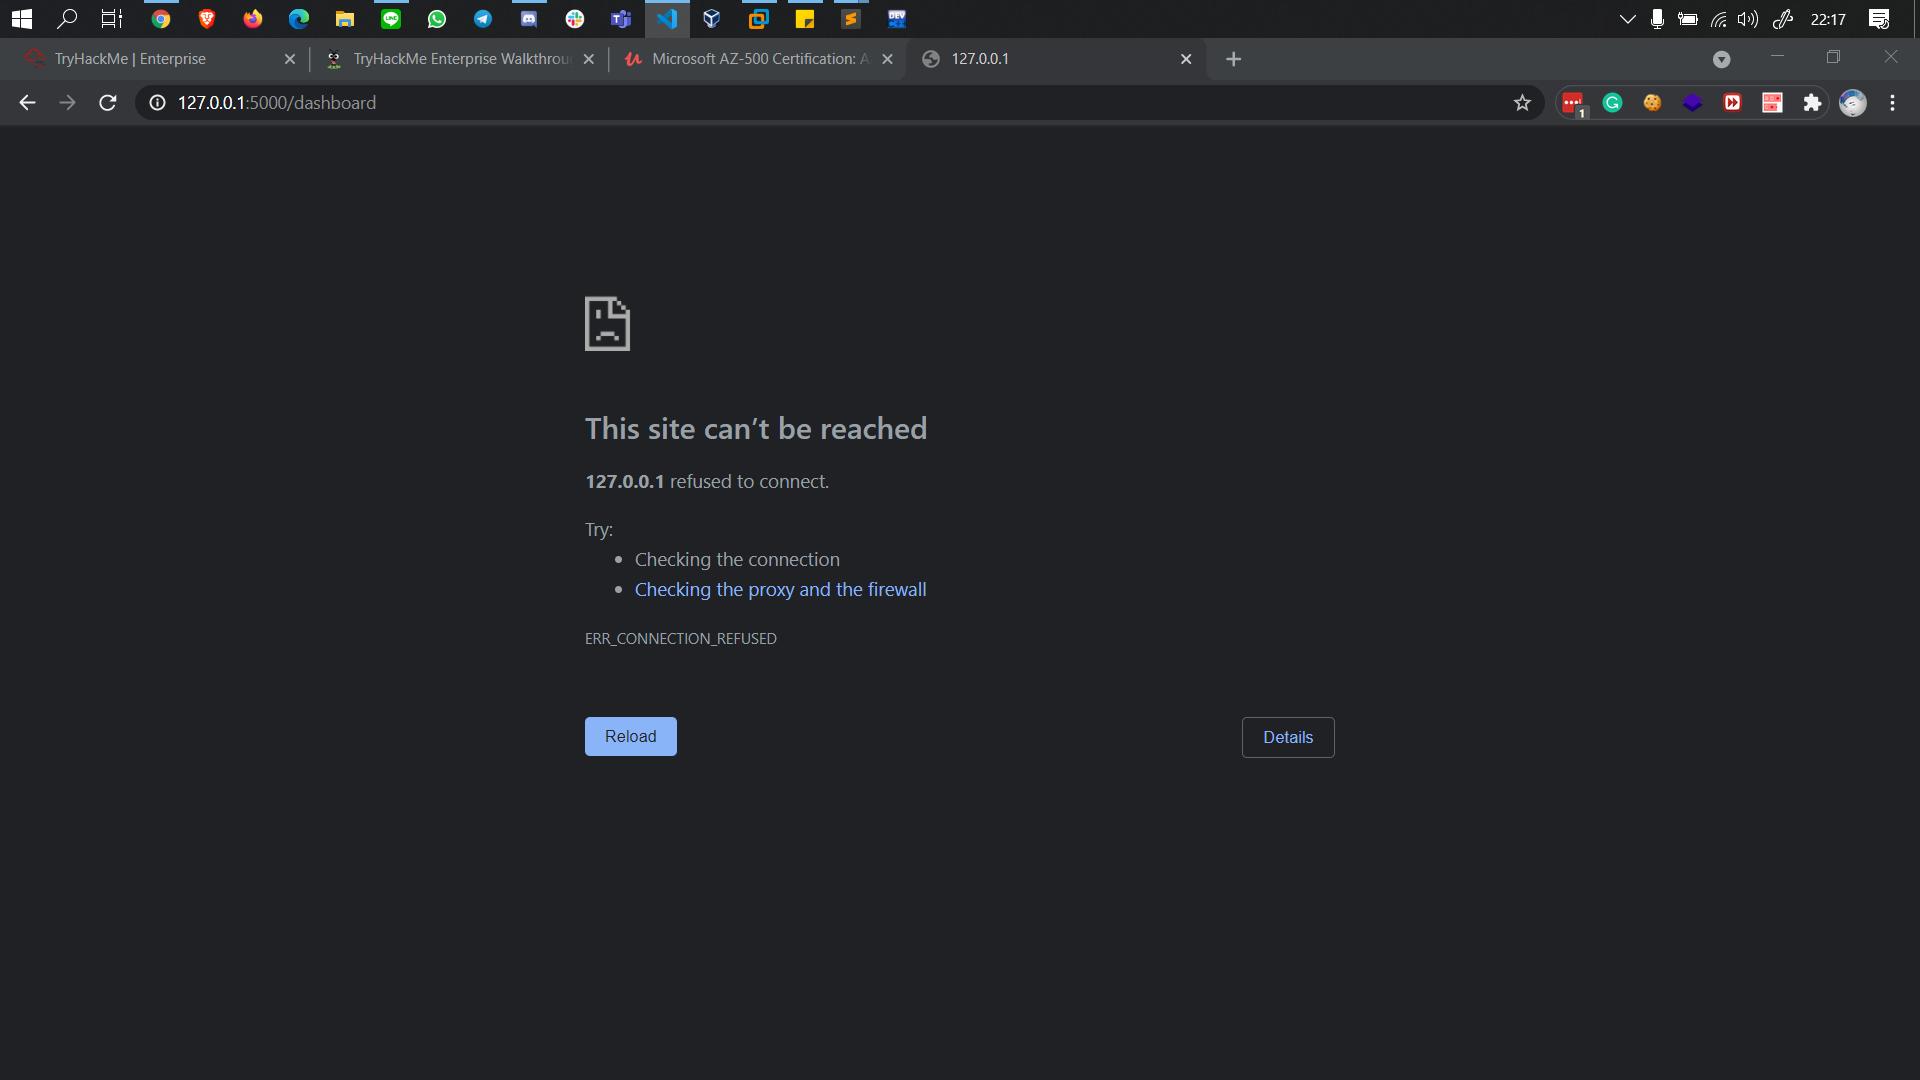 22:17
TryHackMe | Enterprise
TryHackMe Enterprise Walkthrou
Microsoft AZ-500 Certification: A
127.0.0.1
127.0.0.1:5000/dashboard
1
This site can’t be reached
127.0.0.1 refused to connect.
Try:
Checking the connection
Checking the proxy and the firewall
ERR_CONNECTION_REFUSED
Reload
Details